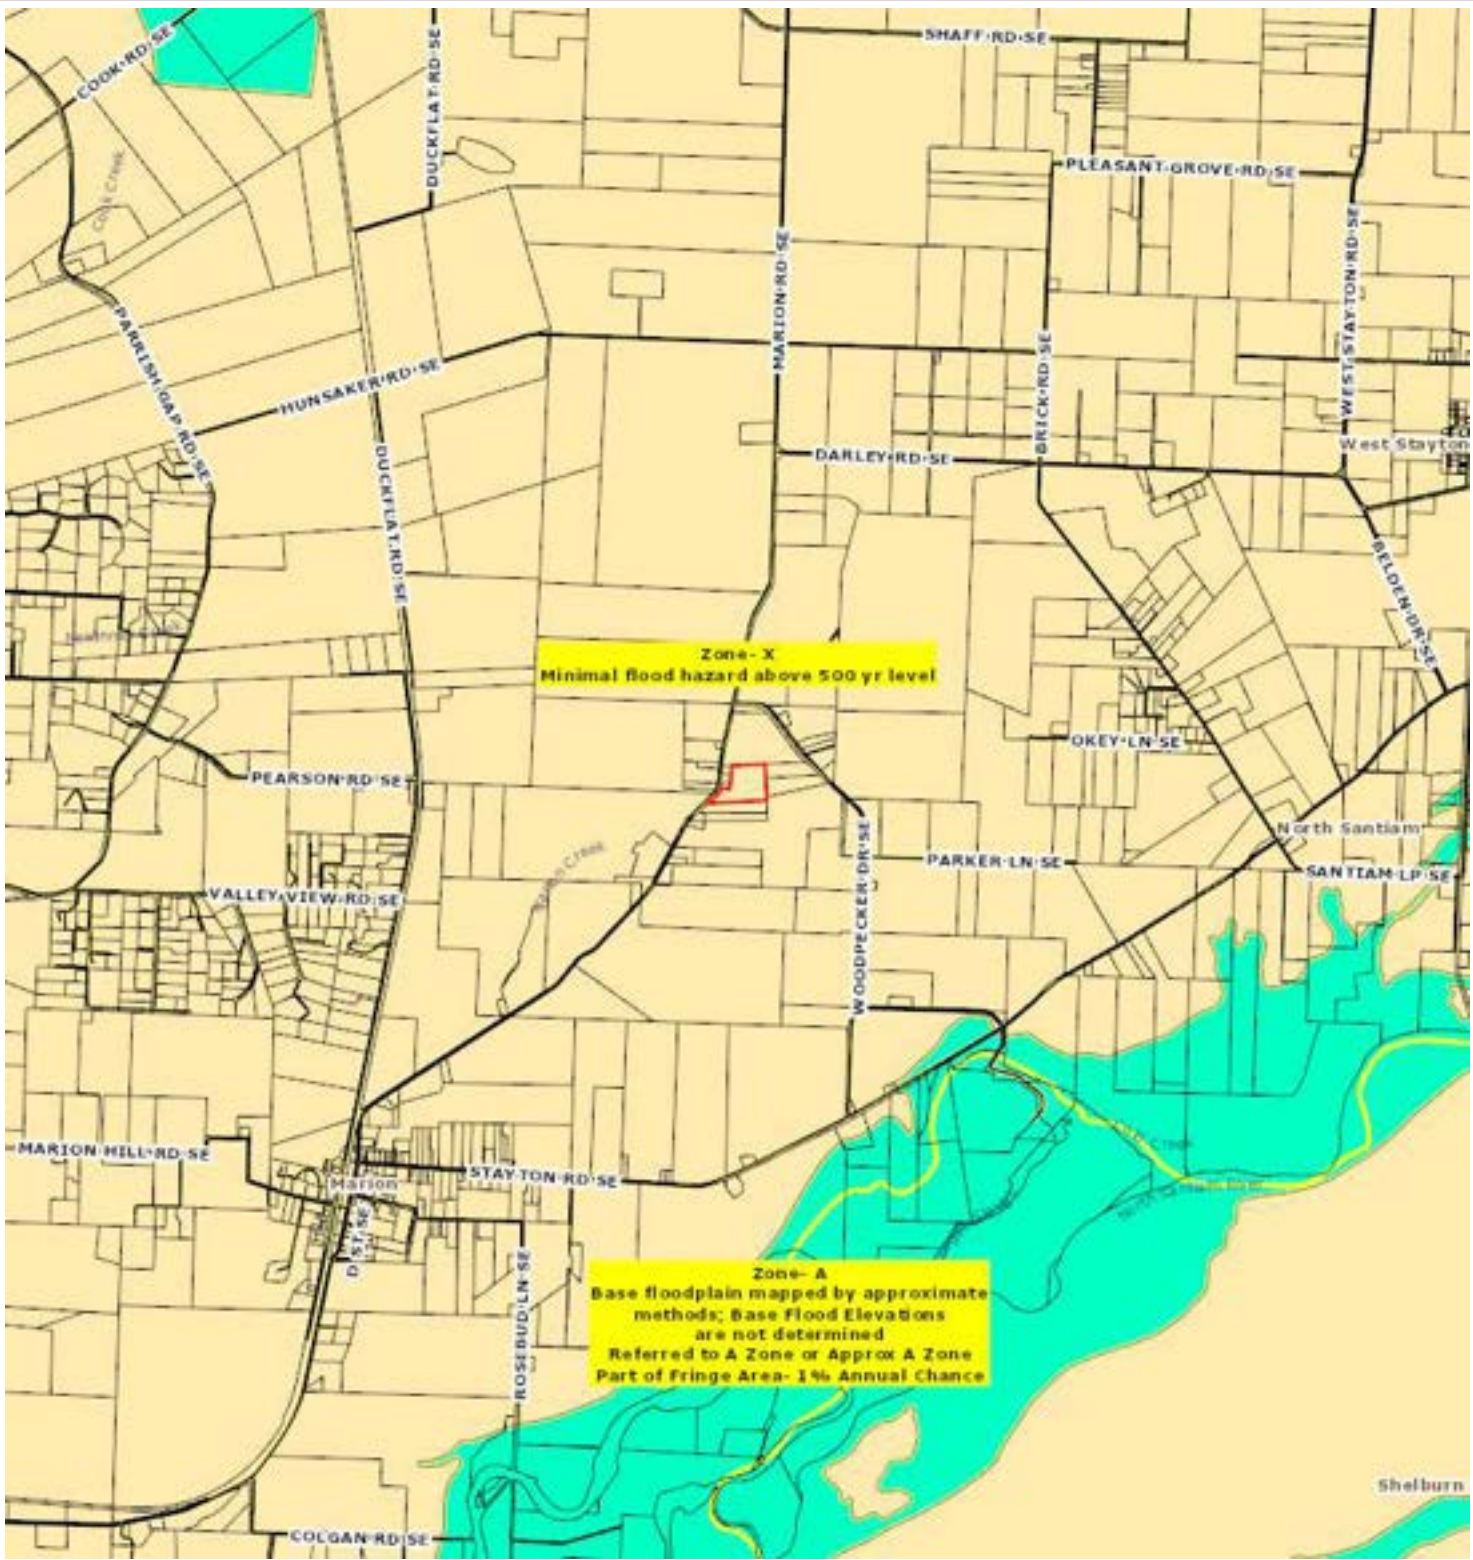 SHAFF RD SE
COOK RD SE
DUCKFLAT RD SE
PLEASANT GROVE RD SE
Cook Creek
MARION RD SE
WEST STAYTON RD SE
PARRISH GAP RD SE
HUNSAKER RD SE
BRICK RD SE
West Stayton
DARLEY RD SE
DUCKFLAT RD SE
BELDEN DR SE
Zone- X
Minimal flood hazard above 500 yr level
OKEY LN SE
PEARSON RD SE
North Santiam
WOODPECKER DR SE
PARKER LN SE
SANTIAM LP SE
Creek
VALLEY VIEW RD SE
MARION HILL RD SE
Creek
STAYTON RD SE
Marion
D ST SE
ROSEBUD LN SE
Zone- A
Base floodplain mapped by approximate
methods; Base Flood Elevations
are not determined
Referred to A Zone or Approx A Zone
Part of Fringe Area- 1% Annual Chance
Shelburn
COLGAN RD SE